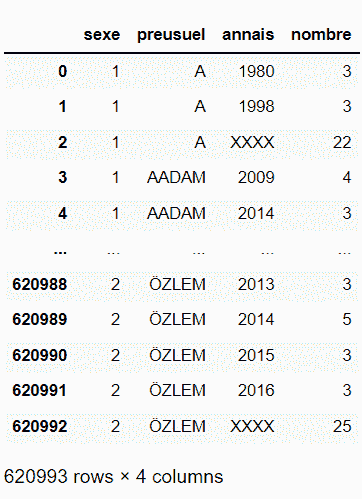 sexe preusuel annais nombre
0 1 A 1980 3
1 1 A 1998 3
2 1 A XXXX 22
3 1 AADAM 2009 4
4 1 AADAM 2014 3
... ... ... ... ...
620988 2 ÖZLEM 2013 3
620989 2 ÖZLEM 2014 5
620990 2 ÖZLEM 2015 3
620991 2 ÖZLEM 2016 3
620992 2 ÖZLEM XXXX 25
620993 rows × 4 columns